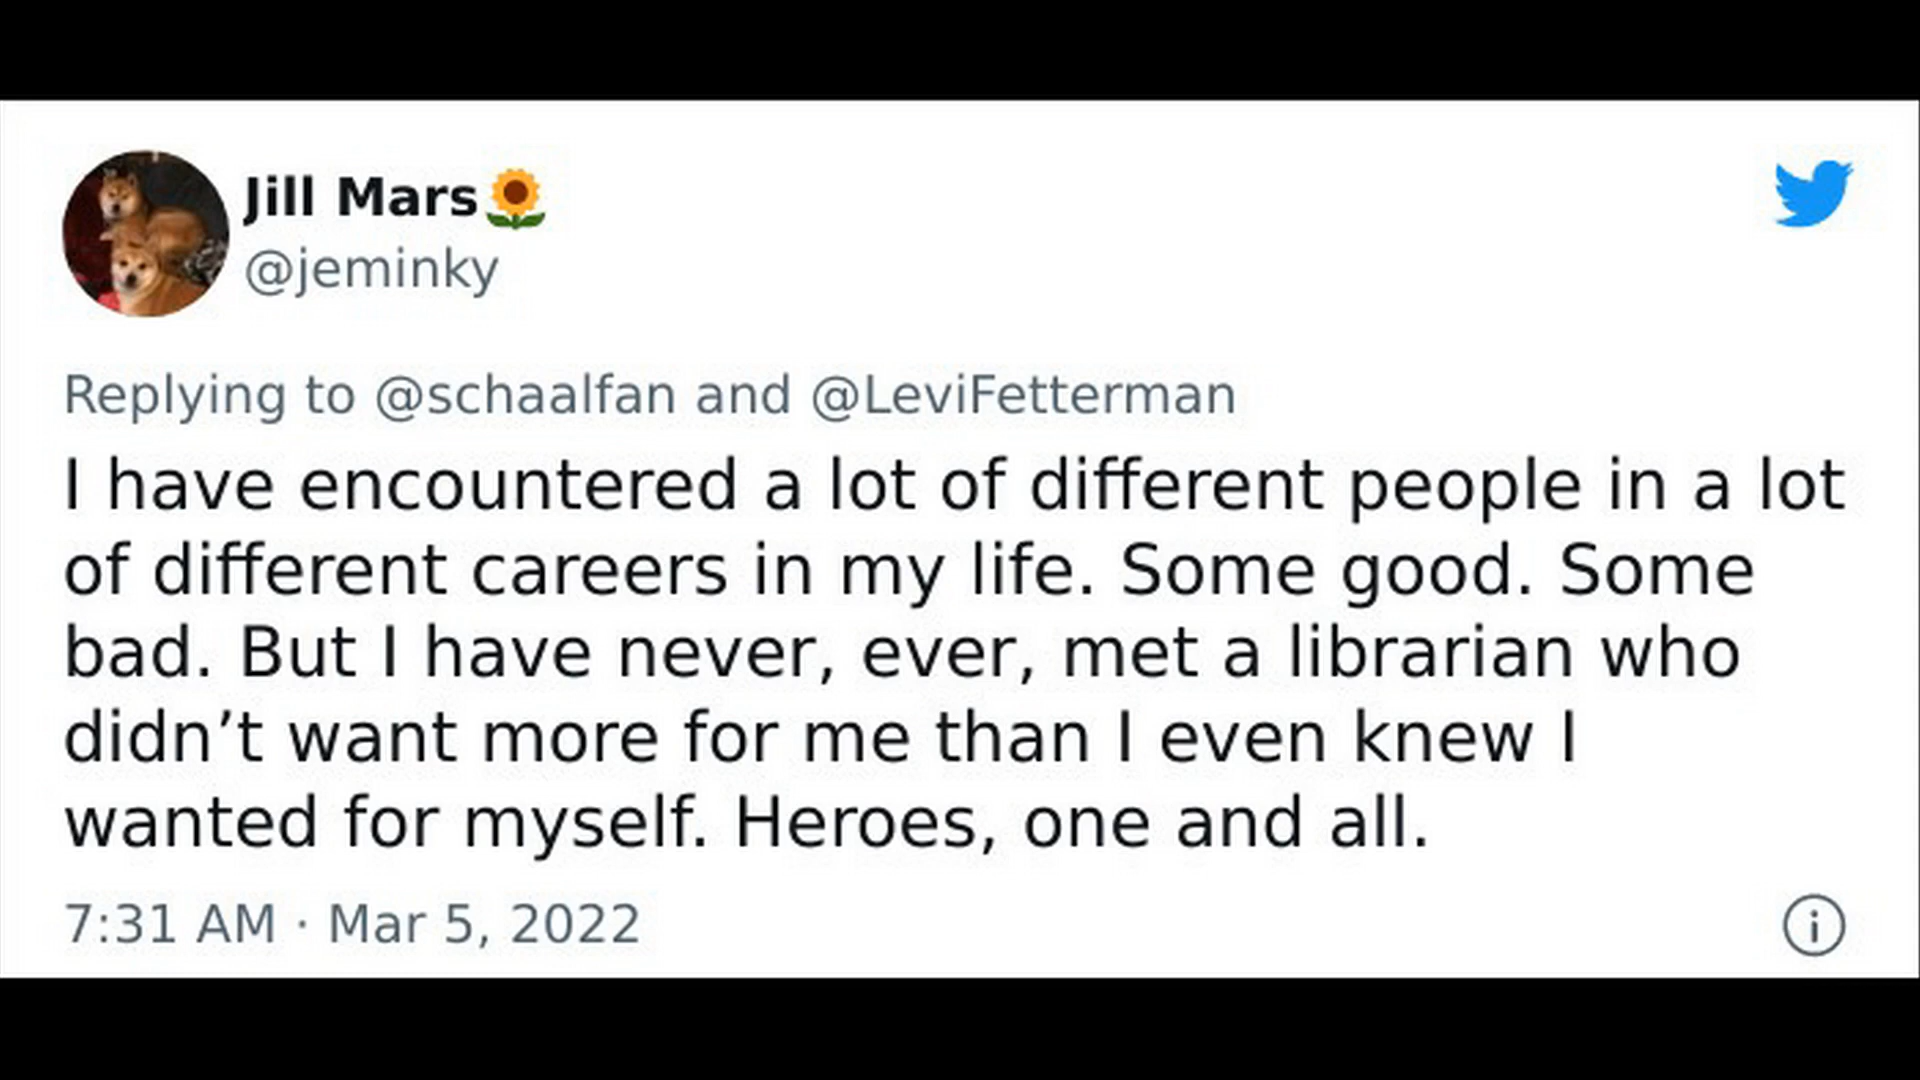 Jill Mars🌻
@jeminky
Replying to @schaalfan and @LeviFetterman
I have encountered a lot of different people in a lot
of different careers in my life. Some good. Some
bad. But I have never, ever, met a librarian who
didn’t want more for me than I even knew I
wanted for myself. Heroes, one and all.
7:31 AM · Mar 5, 2022